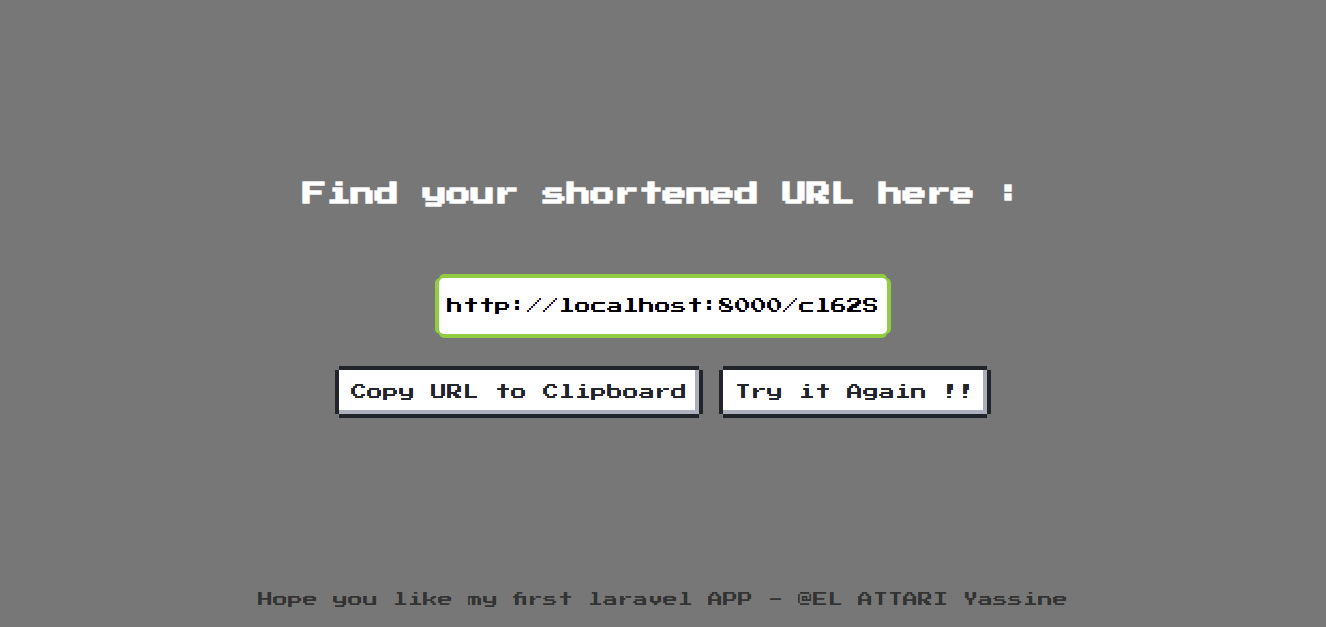 Find your shortened URL here :
http://localhost:8000/cl62S
Copy URL to Clipboard
Try it Again !!
Hope you like my first laravel APP - @EL ATTARI Yassine